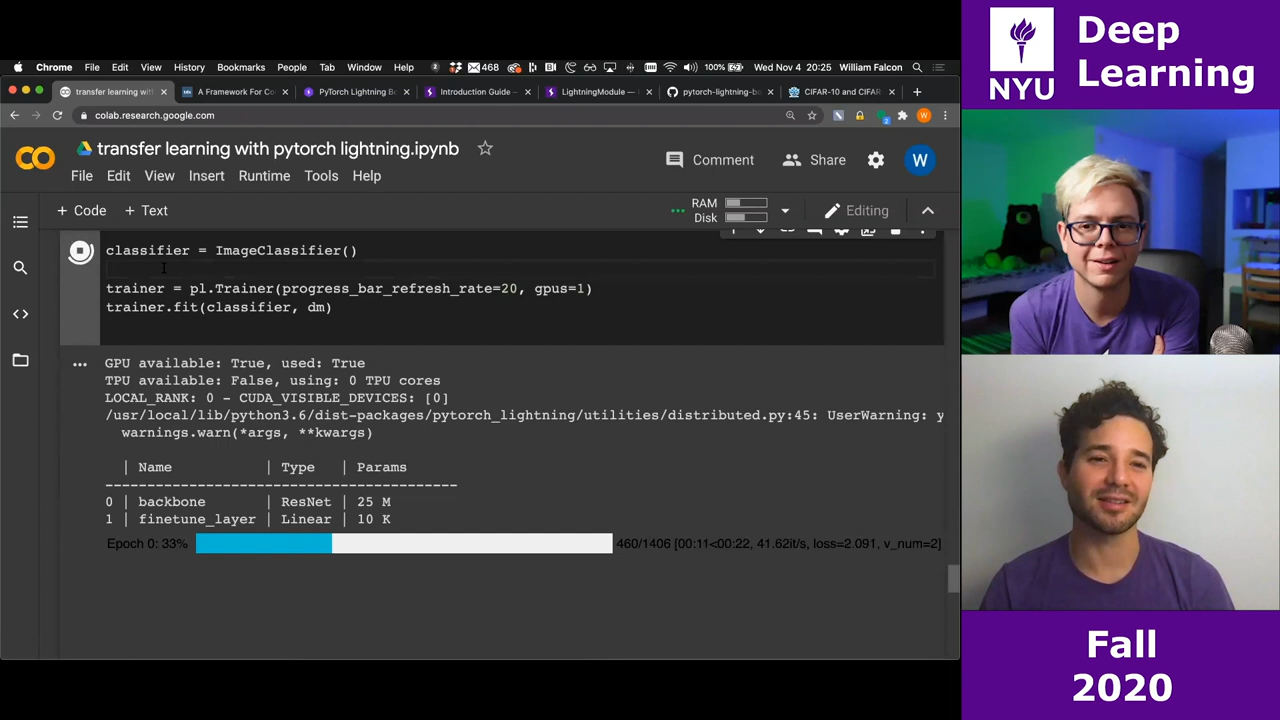 Chrome File Edit View History Bookmarks People Tab Window Help 468 100% Wed Nov 4 20:25 William Falcon
transfer learning with A Framework For Co PyTorch Lightning Bo Introduction Guide — LightningModule — pytorch-lightning-bo CIFAR-10 and CIFAR
colab.research.google.com
W
transfer learning with pytorch lightning.ipynb
Comment Share W
File Edit View Insert Runtime Tools Help
+ Code + Text RAM Disk Editing
classifier = ImageClassifier()
trainer = pl.Trainer(progress_bar_refresh_rate=20, gpus=1)
trainer.fit(classifier, dm)
GPU available: True, used: True
TPU available: False, using: 0 TPU cores
LOCAL_RANK: 0 - CUDA_VISIBLE_DEVICES: [0]
/usr/local/lib/python3.6/dist-packages/pytorch_lightning/utilities/distributed.py:45: UserWarning: y
warnings.warn(*args, **kwargs)
| Name | Type | Params
-----------------------------------------
0 | backbone | ResNet | 25 M
1 | finetune_layer | Linear | 10 K
Epoch 0: 33% 460/1406 [00:11<00:22, 41.62it/s, loss=2.091, v_num=2]
NYU
Deep
Learning
Fall
2020